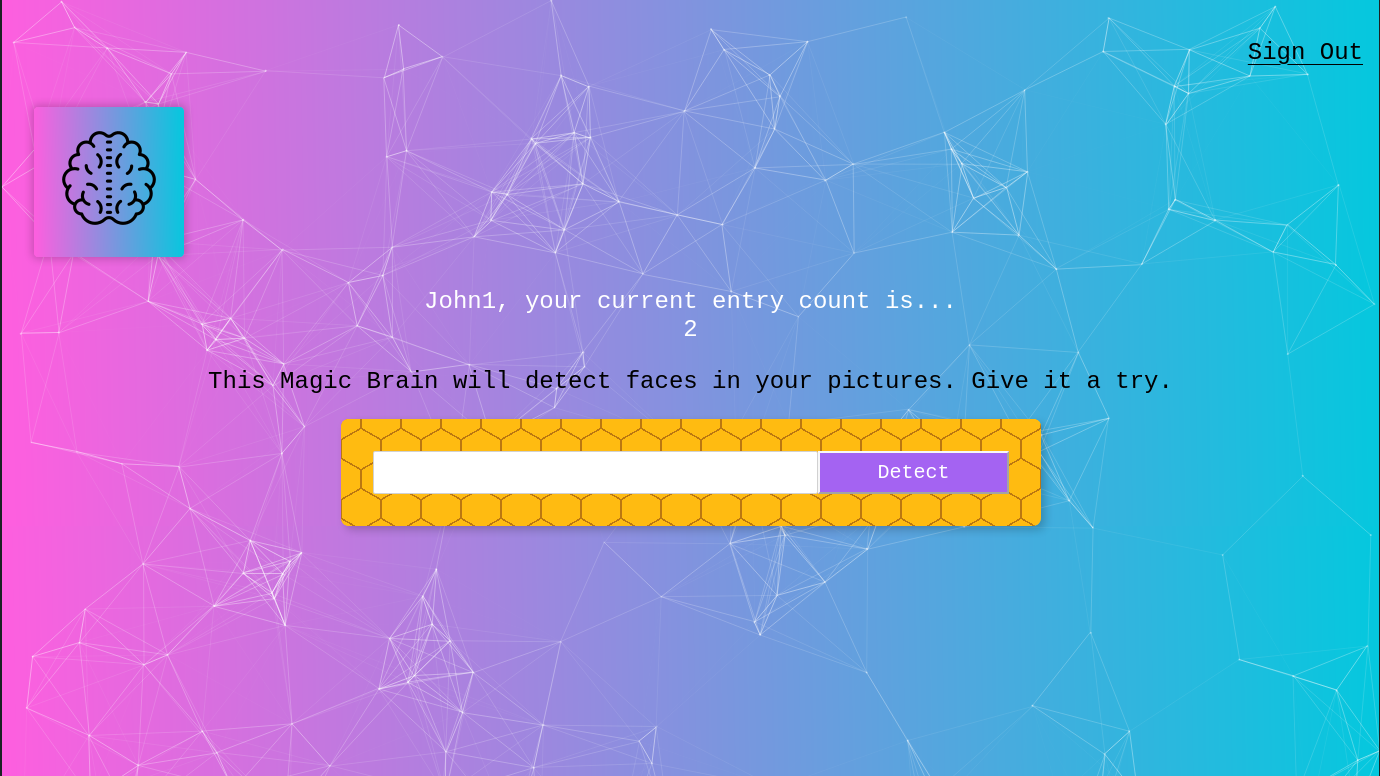 Sign Out
John1, your current entry count is...
2
This Magic Brain will detect faces in your pictures. Give it a try.
Detect